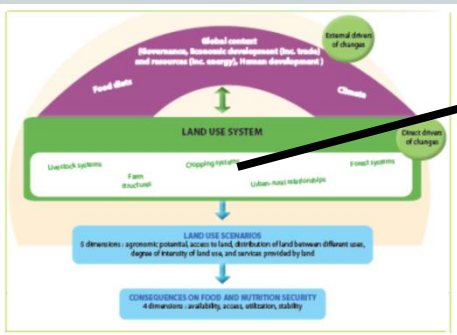 External drivers
of changes
Global context
(Governance, Economic development (Inc. trade)
and resources (Inc. energy), Human development )
Food diets
Climate
LAND USE SYSTEM
Direct drivers
of changes
Livestock systems
Cropping systems
Forest systems
Farm
structural
Urban-rural relationships
LAND USE SCENARIOS
5 dimensions : agronomic potential, access to land, distribution of land between different uses,
degree of intensity of land use, and services provided by land
CONSEQUENCES ON FOOD AND NUTRITION SECURITY
4 dimensions : availability, access, utilization, stability